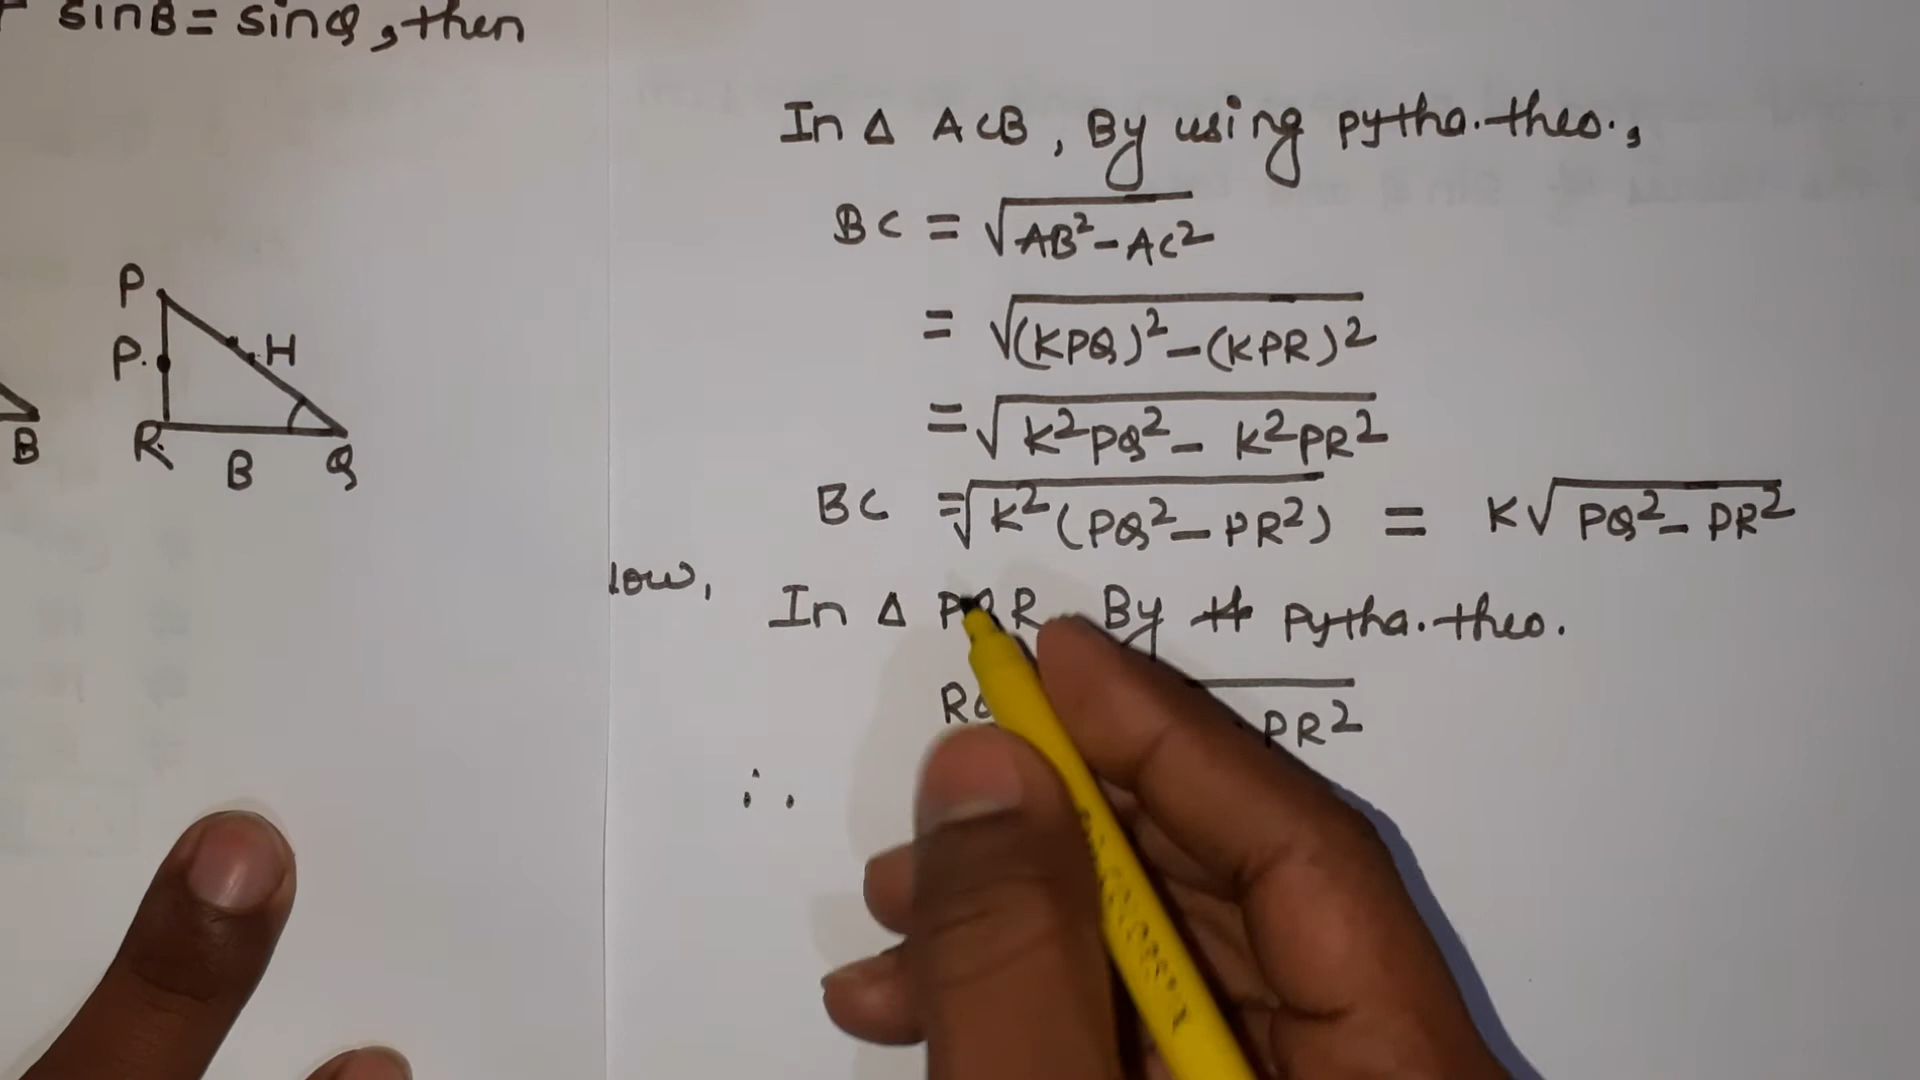 sinB = sinQ, then
P
P.
H
R.
B
Q
B
In Δ ACB, By using pytha. theo.,
BC = √AB²-AC²
= √(KPQ)²-(KPR)²
= √K²PQ² - K²PR²
BC = √K²(PQ²-PR²) = K√PQ²-PR²
In Δ PQR By Pytha. theo.
PR²
∴